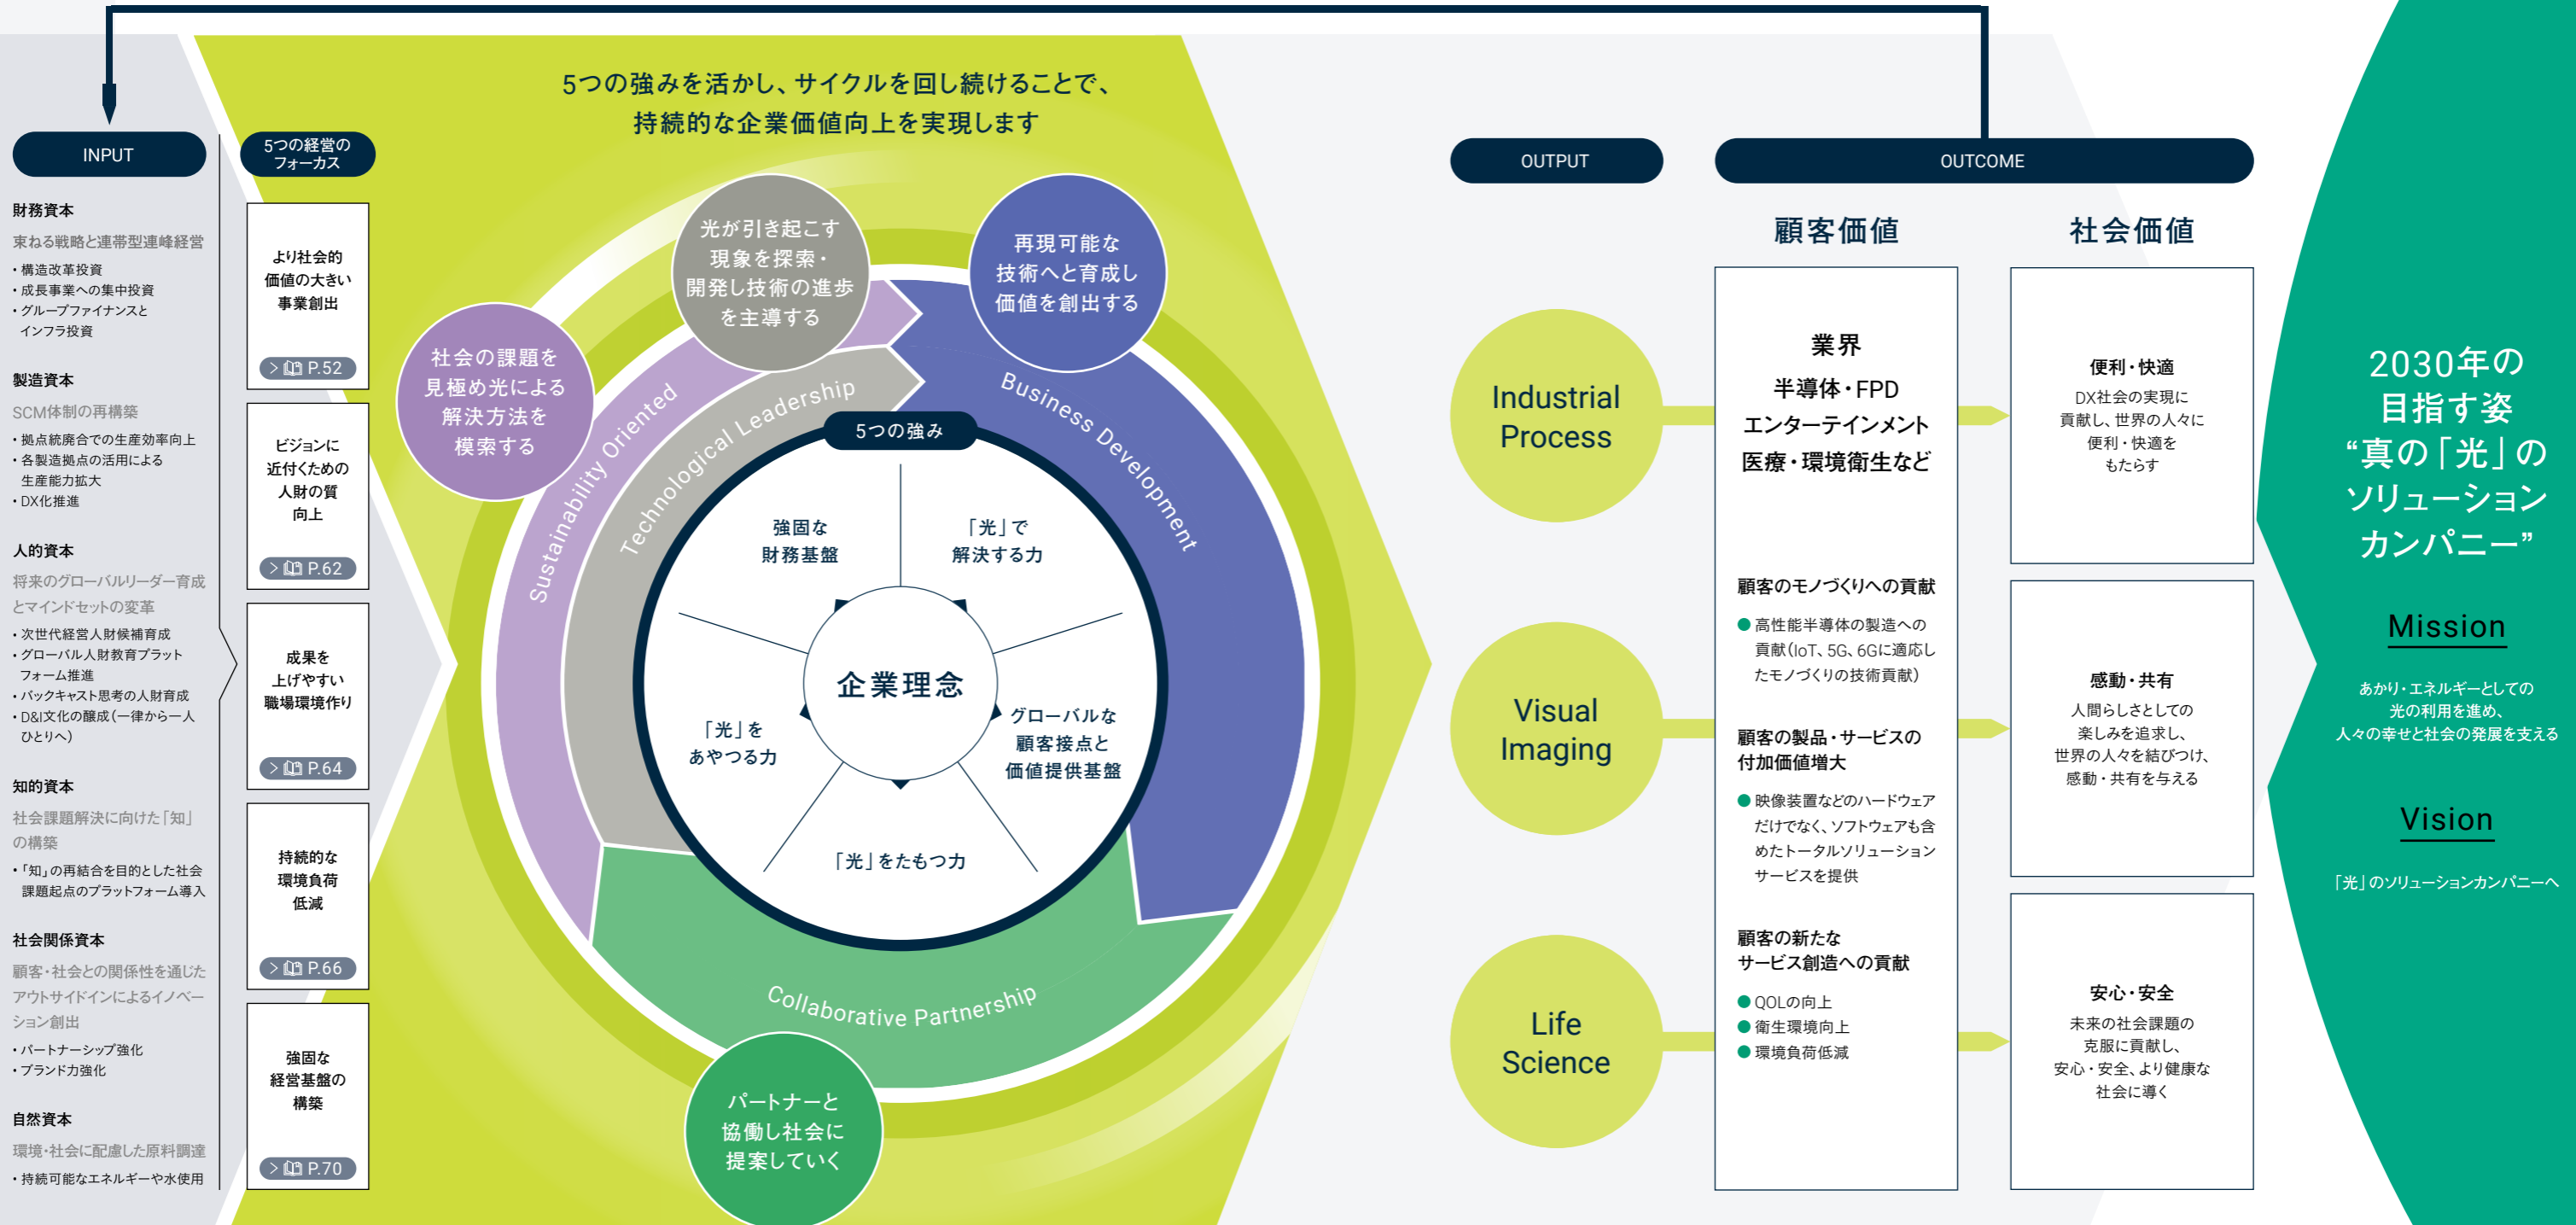 5つの強みを活かし、サイクルを回し続けることで、
持続的な企業価値向上を実現します
INPUT
財務資本
束ねる戦略と連帯型連峰経営
・構造改革投資
・成長事業への集中投資
・グループファイナンスと
インフラ投資
製造資本
SCM体制の再構築
・拠点統廃合での生産効率向上
・各製造拠点の活用による
生産能力拡大
・DX化推進
人的資本
将来のグローバルリーダー育成
とマインドセットの変革
・次世代経営人財候補育成
・グローバル人財教育プラット
フォーム推進
・バックキャスト思考の人財育成
・D&I文化の醸成（一律から一人
ひとりへ）
知的資本
社会課題解決に向けた「知」
の構築
・「知」の再結合を目的とした社会
課題起点のプラットフォーム導入
社会関係資本
顧客・社会との関係性を通じた
アウトサイドインによるイノベー
ション創出
・パートナーシップ強化
・ブランド力強化
自然資本
環境・社会に配慮した原料調達
・持続可能なエネルギーや水使用
5つの経営の
フォーカス
より社会的
価値の大きい
事業創出
> P.52
ビジョンに
近付くための
人財の質
向上
> P.62
成果を
上げやすい
職場環境作り
> P.64
持続的な
環境負荷
低減
> P.66
強固な
経営基盤の
構築
> P.70
社会の課題を
見極め光による
解決方法を
模索する
光が引き起こす
現象を探索・
開発し技術の進歩
を主導する
再現可能な
技術へと育成し
価値を創出する
パートナーと
協働し社会に
提案していく
Sustainability Oriented
Technological Leadership
Business Development
Collaborative Partnership
5つの強み
強固な
財務基盤
「光」で
解決する力
グローバルな
顧客接点と
価値提供基盤
「光」をたもつ力
「光」を
あやつる力
企業理念
OUTPUT
Industrial
Process
Visual
Imaging
Life
Science
OUTCOME
顧客価値
業界
半導体・FPD
エンターテインメント
医療・環境衛生など
顧客のモノづくりへの貢献
● 高性能半導体の製造への
貢献（IoT、5G、6Gに適応し
たモノづくりの技術貢献）
顧客の製品・サービスの
付加価値増大
● 映像装置などのハードウェア
だけでなく、ソフトウェアも含
めたトータルソリューション
サービスを提供
顧客の新たな
サービス創造への貢献
● QOLの向上
● 衛生環境向上
● 環境負荷低減
社会価値
便利・快適
DX社会の実現に
貢献し、世界の人々に
便利・快適を
もたらす
感動・共有
人間らしさとしての
楽しみを追求し、
世界の人々を結びつけ、
感動・共有を与える
安心・安全
未来の社会課題の
克服に貢献し、
安心・安全、より健康な
社会に導く
2030年の
目指す姿
“真の「光」の
ソリューション
カンパニー”
Mission
あかり・エネルギーとしての
光の利用を進め、
人々の幸せと社会の発展を支える
Vision
「光」のソリューションカンパニーへ